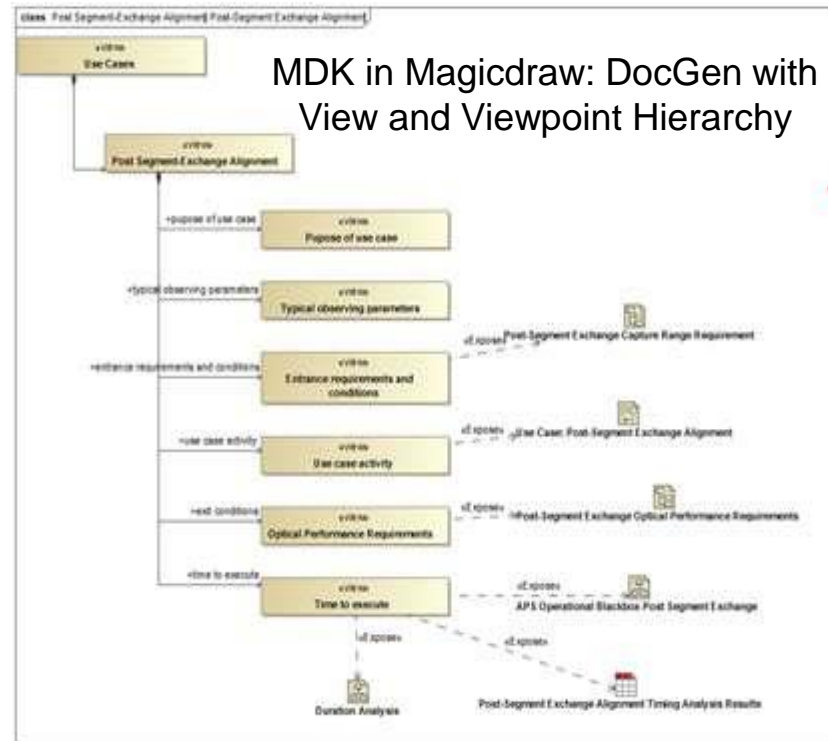 class Post Segment-Exchange Alignment[ Post-Segment Exchange Alignment]
«view»
Use Cases
MDK in Magicdraw: DocGen with
View and Viewpoint Hierarchy
«view»
Post Segment-Exchange Alignment
+pupose of use case
«view»
Pupose of use case
+typical observing parameters
«view»
Typical observing parameters
+entrance requirements and conditions
«view»
Entrance requirements and
conditions
«Expose»
Post-Segment Exchange Capture Range Requirement
+use case activity
«view»
Use case activity
«Expose»
Use Case: Post-Segment Exchange Alignment
+exit conditions
«view»
Optical Performance Requirements
«Expose»
Post-Segment Exchange Optical Performance Requirements
+time to execute
«view»
Time to execute
«Expose»
APS Operational Blackbox Post Segment Exchange
«Expose»
Duration Analysis
«Expose»
Post-Segment Exchange Alignment Timing Analysis Results